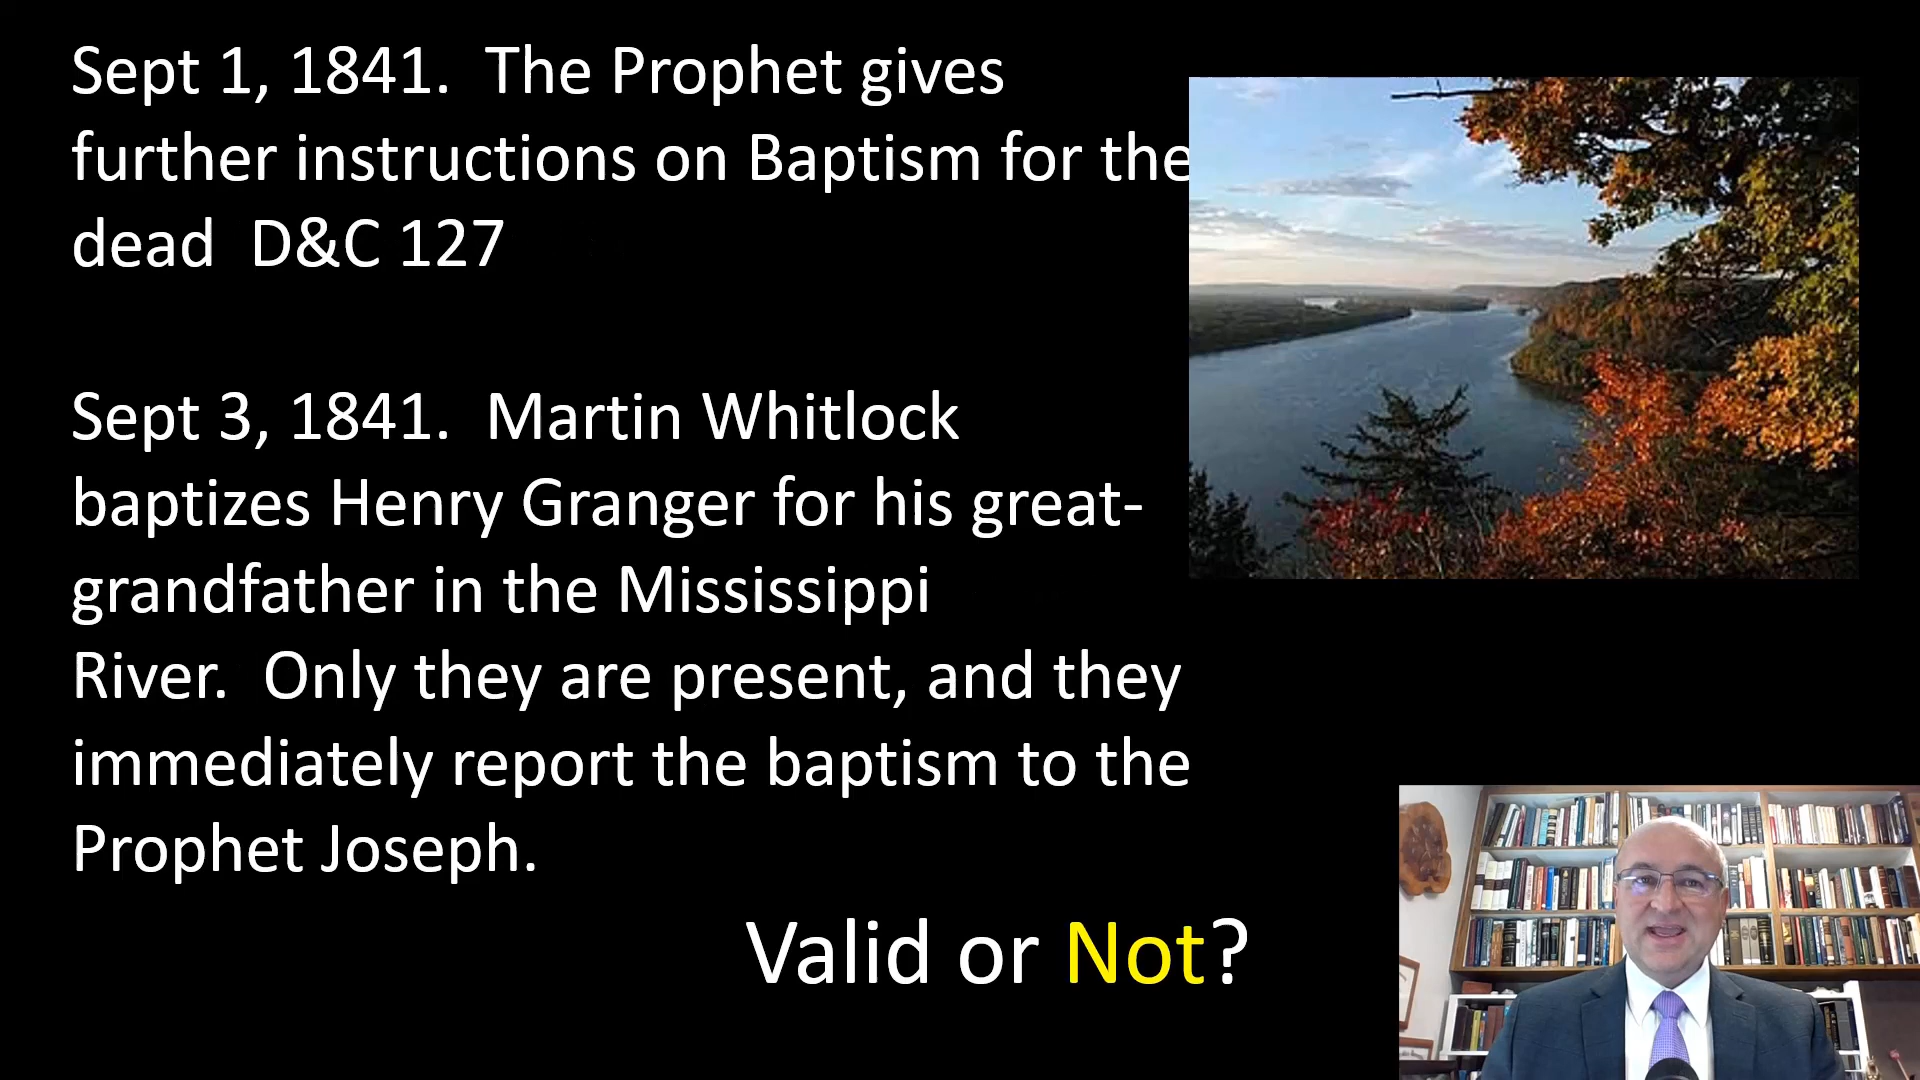 Sept 1, 1841.  The Prophet gives
further instructions on Baptism for the
dead  D&C 127
Sept 3, 1841.  Martin Whitlock
baptizes Henry Granger for his great-
grandfather in the Mississippi
River.  Only they are present, and they
immediately report the baptism to the
Prophet Joseph.
Valid or Not?